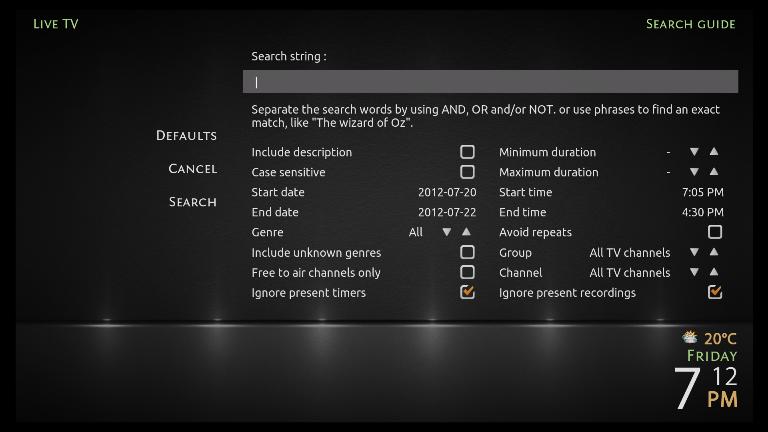 LIVE TV
SEARCH GUIDE
Search string :
Separate the search words by using AND, OR and/or NOT. or use phrases to find an exact
match, like "The wizard of Oz".
DEFAULTS
CANCEL
SEARCH
Include description
Minimum duration -
Case sensitive
Maximum duration -
Start date 2012-07-20
Start time 7:05 PM
End date 2012-07-22
End time 4:30 PM
Genre All
Avoid repeats
Include unknown genres
Group All TV channels
Free to air channels only
Channel All TV channels
Ignore present timers
Ignore present recordings
20°C
FRIDAY
7 12
PM